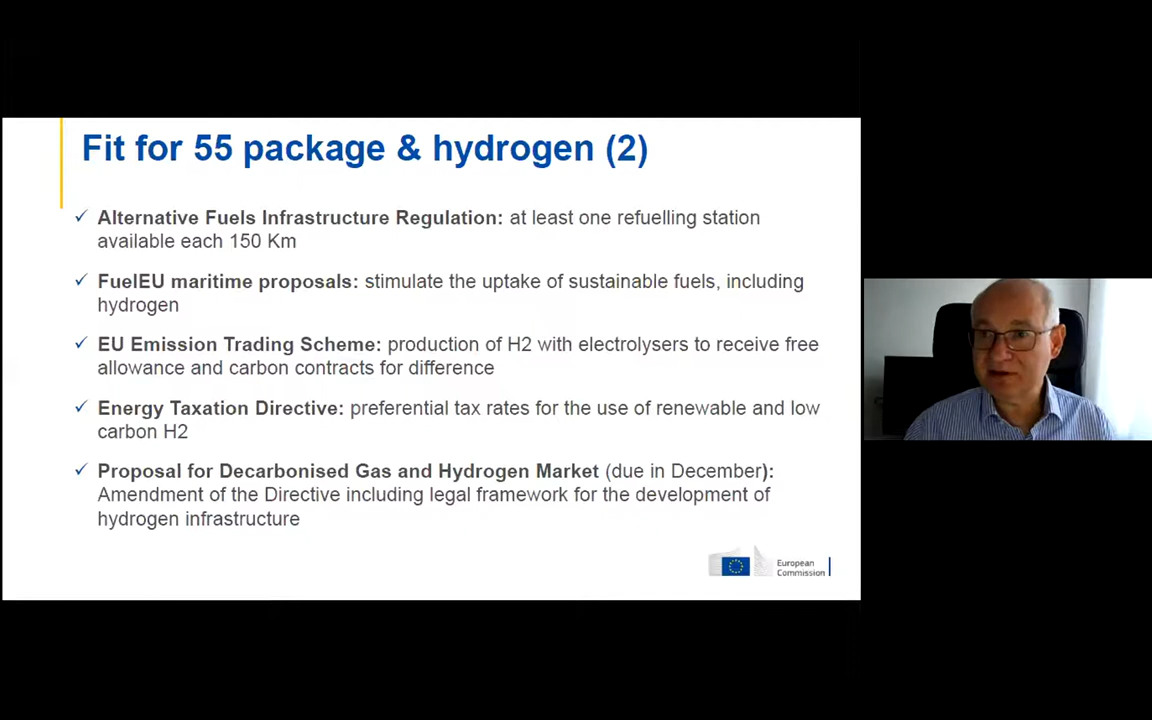 Fit for 55 package & hydrogen (2)
✓ Alternative Fuels Infrastructure Regulation: at least one refuelling station
available each 150 Km
✓ FuelEU maritime proposals: stimulate the uptake of sustainable fuels, including
hydrogen
✓ EU Emission Trading Scheme: production of H2 with electrolysers to receive free
allowance and carbon contracts for difference
✓ Energy Taxation Directive: preferential tax rates for the use of renewable and low
carbon H2
✓ Proposal for Decarbonised Gas and Hydrogen Market (due in December):
Amendment of the Directive including legal framework for the development of
hydrogen infrastructure
European
Commission